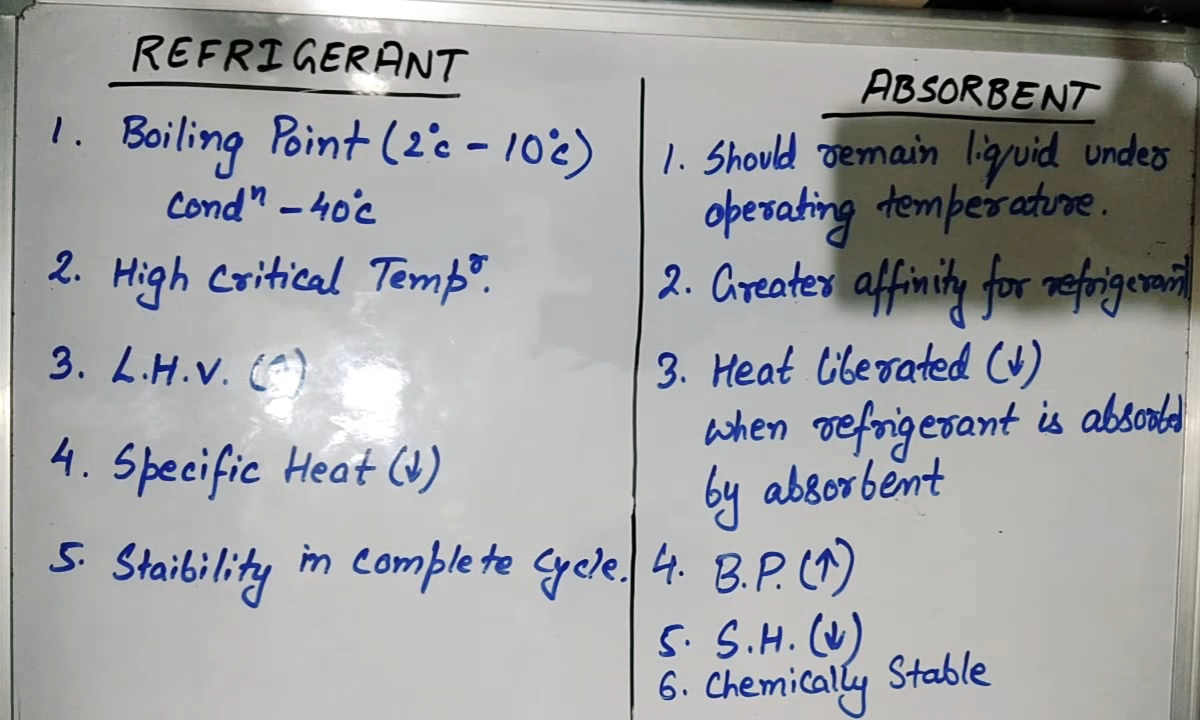 REFRIGERANT
1. Boiling Point (2°c - 10°c)
condⁿ - 40°c
2. High Critical Tempʳ.
3. L.H.V. (↑)
4. Specific Heat (↓)
5. Staibility in complete cycle.
ABSORBENT
1. Should remain liquid under
operating temperature.
2. Greater affinity for refrigerant
3. Heat liberated (↓)
when refrigerant is absorbed
by absorbent
4. B.P. (↑)
5. S.H. (↓)
6. Chemically Stable